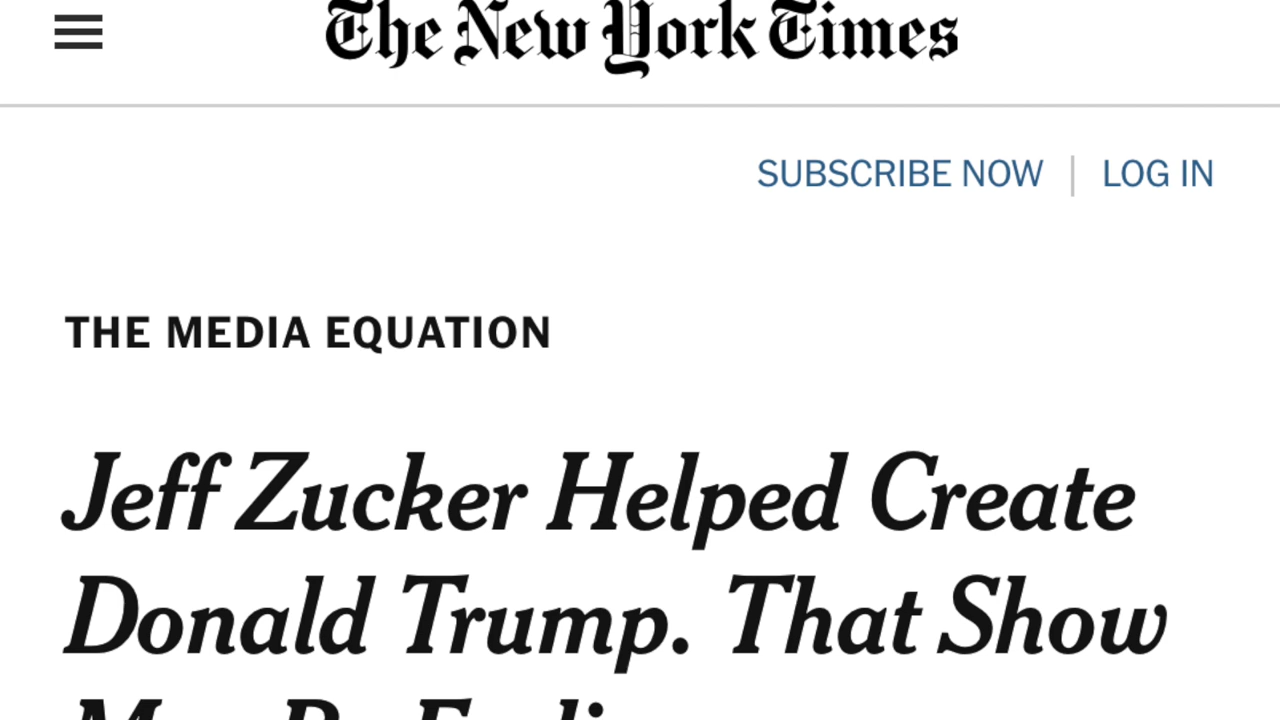 The New York Times
SUBSCRIBE NOW | LOG IN
THE MEDIA EQUATION
Jeff Zucker Helped Create
Donald Trump. That Show